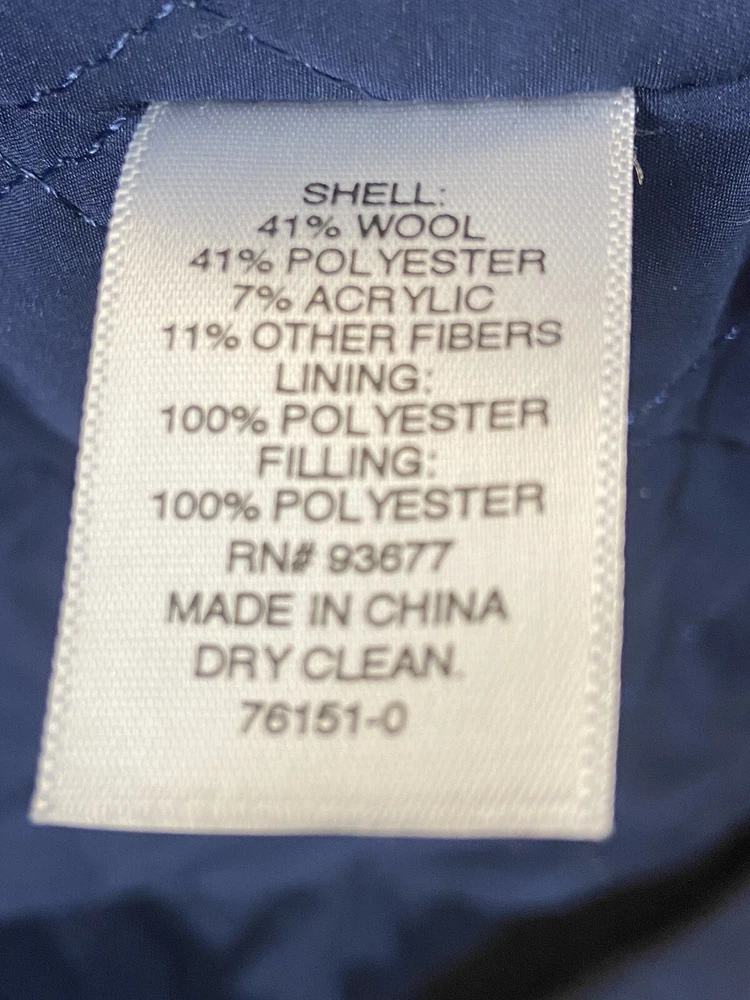 SHELL:
41% WOOL
41% POLYESTER
7% ACRYLIC
11% OTHER FIBERS
LINING:
100% POLYESTER
FILLING:
100% POLYESTER
RN# 93677
MADE IN CHINA
DRY CLEAN.
76151-0